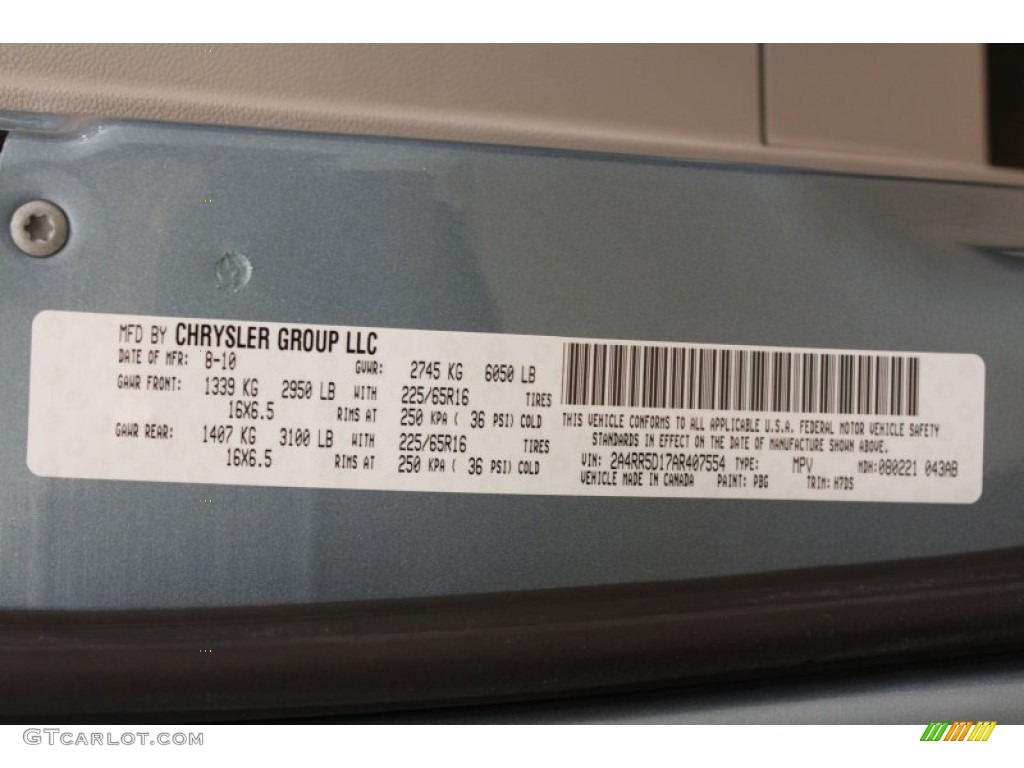 MFD BY CHRYSLER GROUP LLC
DATE OF MFR: 8-10 GVWR: 2745 KG 6050 LB
GAWR FRONT: 1339 KG 2950 LB WITH 225/65R16 TIRES
16X6.5 RIMS AT 250 KPA ( 36 PSI) COLD
GAWR REAR: 1407 KG 3100 LB WITH 225/65R16 TIRES
16X6.5 RIMS AT 250 KPA ( 36 PSI) COLD
THIS VEHICLE CONFORMS TO ALL APPLICABLE U.S.A. FEDERAL MOTOR VEHICLE SAFETY
STANDARDS IN EFFECT ON THE DATE OF MANUFACTURE SHOWN ABOVE.
VIN: 2A4RR5D17AR407554 TYPE: MPV MDH:080221 043AB
VEHICLE MADE IN CANADA PAINT: PBG TRIM: H7DS
GTCARLOT.COM